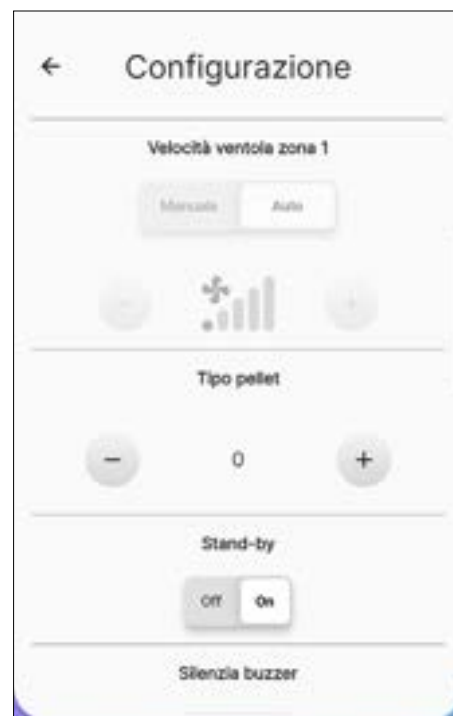 Configurazione
Velocità ventola zona 1
Manuale Auto
− +
Tipo pellet
− 0 +
Stand-by
Off On
Silenzia buzzer